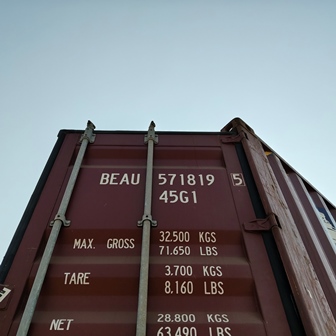 BEAU 571819 5
45G1
MAX. GROSS 32.500 KGS
71.650 LBS
TARE 3.700 KGS
8.160 LBS
NET 28.800 KGS
63.490 LBS